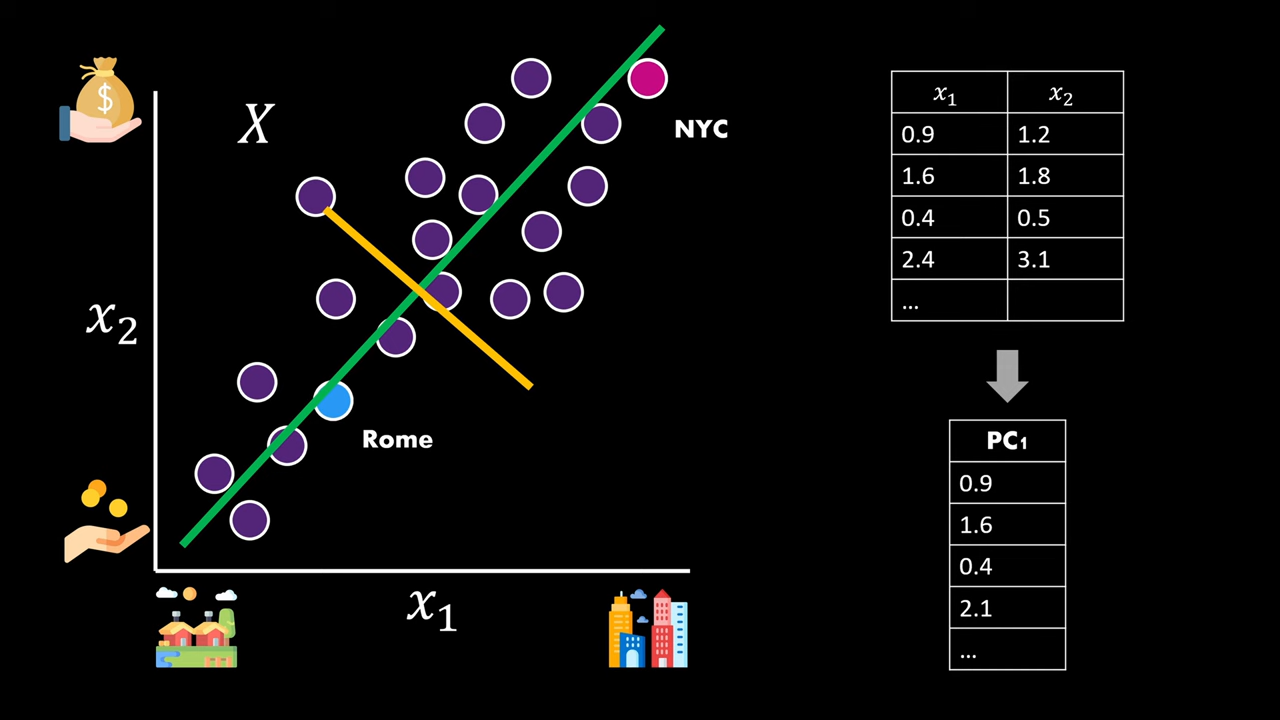 $
X
NYC
x₂
Rome
x₁
x₁ x₂
0.9 1.2
1.6 1.8
0.4 0.5
2.4 3.1
...
PC₁
0.9
1.6
0.4
2.1
...